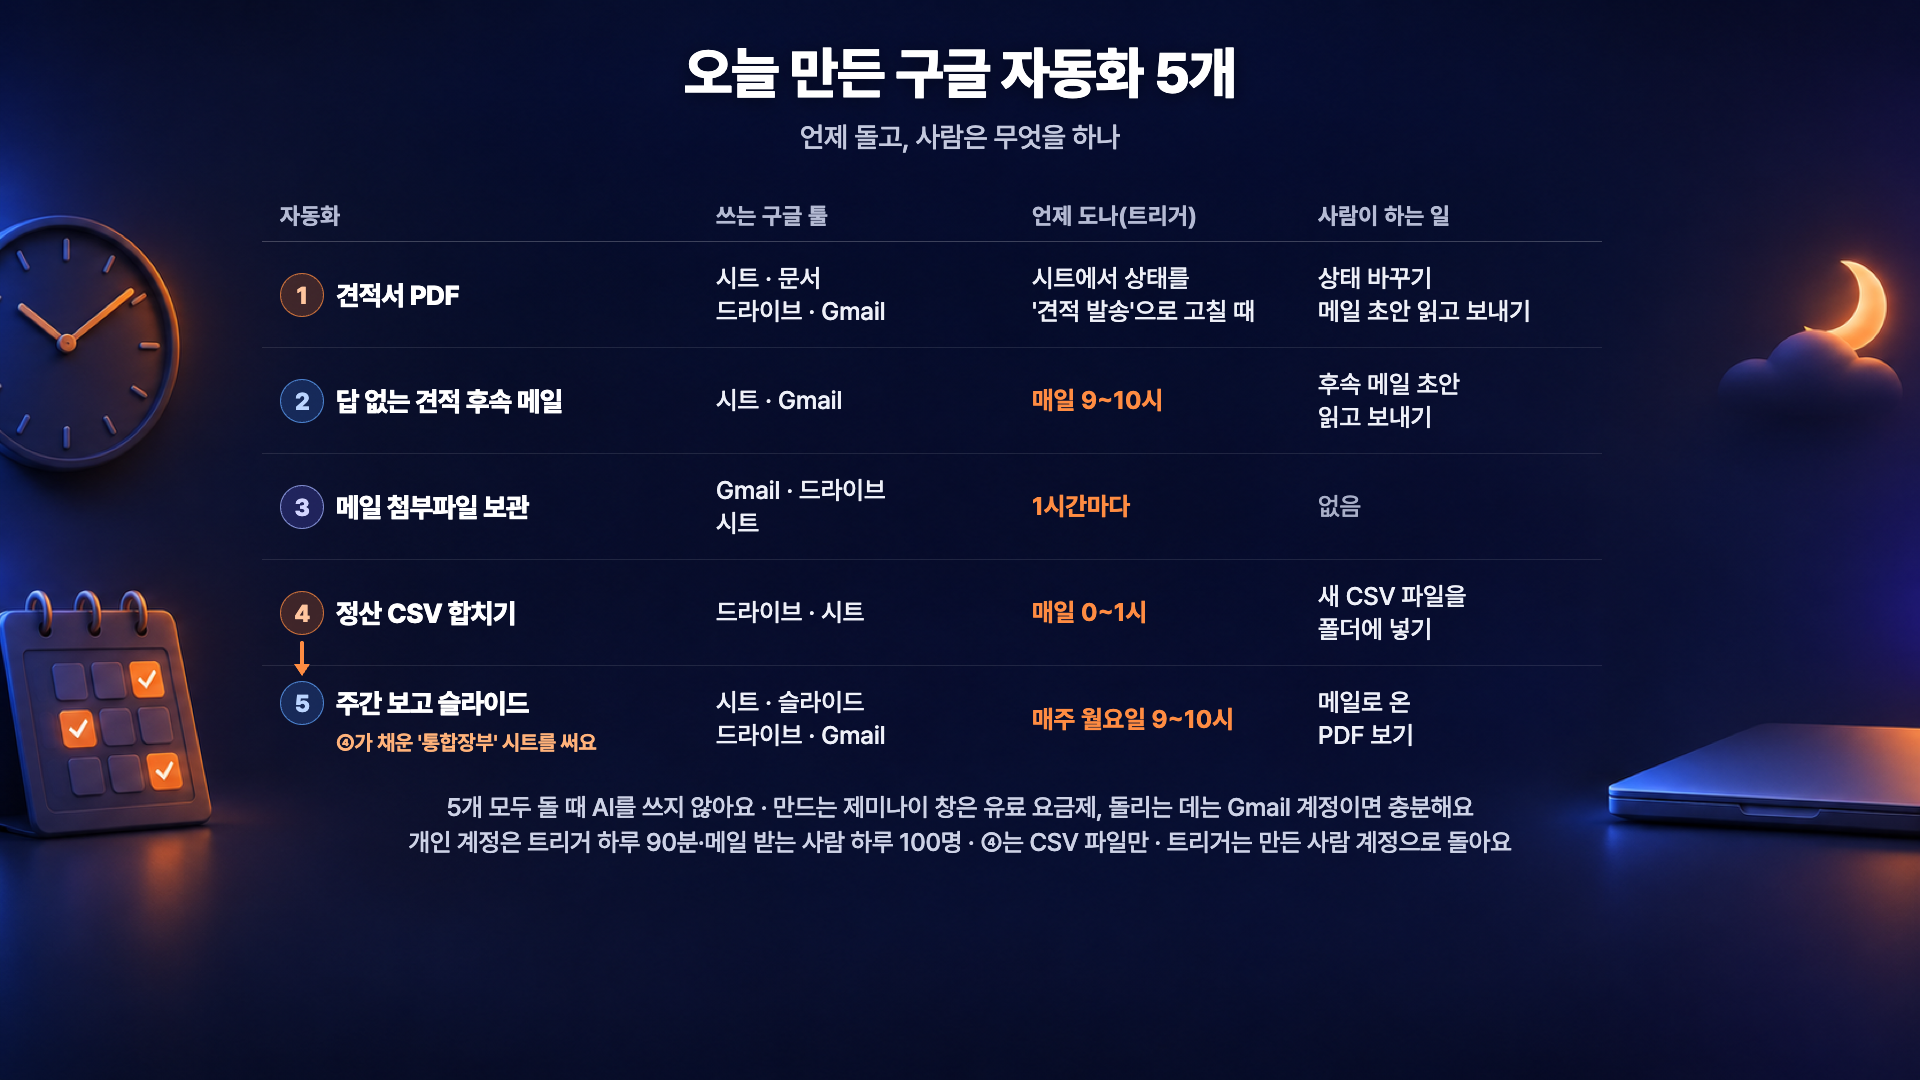 오늘 만든 구글 자동화 5개
언제 돌고, 사람은 무엇을 하나
자동화
쓰는 구글 툴
언제 도나(트리거)
사람이 하는 일
1
견적서 PDF
시트 · 문서
드라이브 · Gmail
시트에서 상태를
'견적 발송'으로 고칠 때
상태 바꾸기
메일 초안 읽고 보내기
2
답 없는 견적 후속 메일
시트 · Gmail
매일 9~10시
후속 메일 초안
읽고 보내기
3
메일 첨부파일 보관
Gmail · 드라이브
시트
1시간마다
없음
4
정산 CSV 합치기
드라이브 · 시트
매일 0~1시
새 CSV 파일을
폴더에 넣기
5
주간 보고 슬라이드
④가 채운 '통합장부' 시트를 써요
시트 · 슬라이드
드라이브 · Gmail
매주 월요일 9~10시
메일로 온
PDF 보기
5개 모두 돌 때 AI를 쓰지 않아요 · 만드는 제미나이 창은 유료 요금제, 돌리는 데는 Gmail 계정이면 충분해요
개인 계정은 트리거 하루 90분·메일 받는 사람 하루 100명 · ④는 CSV 파일만 · 트리거는 만든 사람 계정으로 돌아요